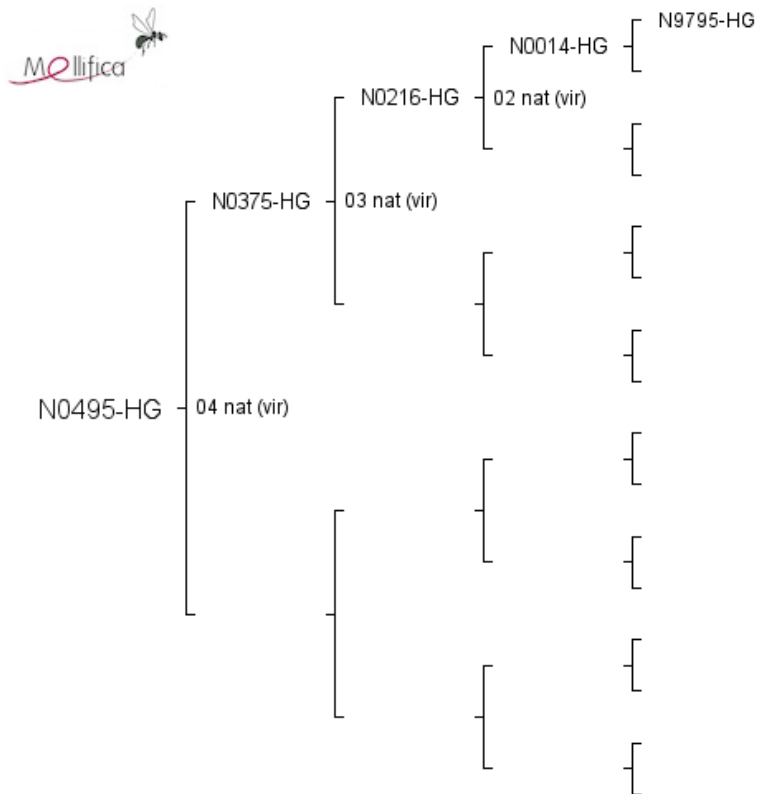 Mellifica
N9795-HG
N0014-HG
N0216-HG
02 nat (vir)
N0375-HG
03 nat (vir)
N0495-HG
04 nat (vir)